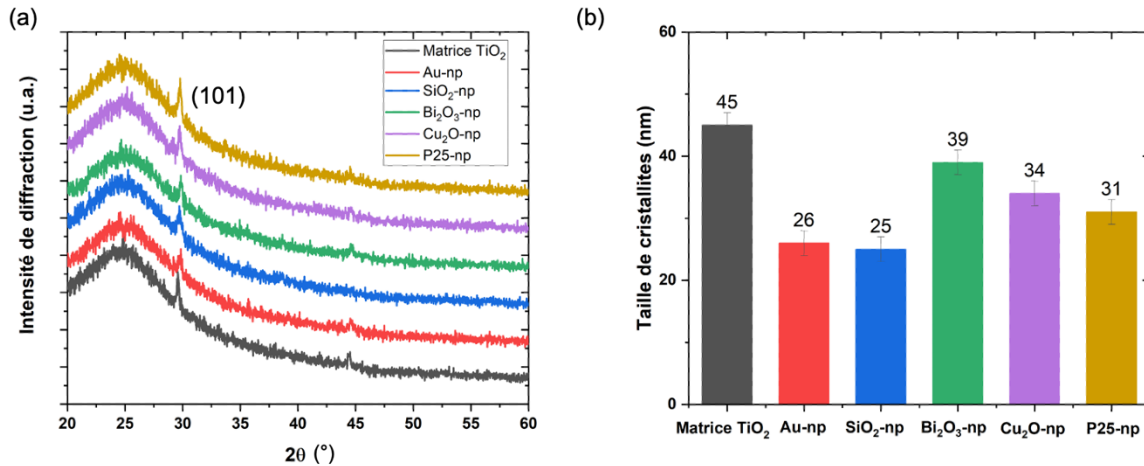 (a)
Intensité de diffraction (u.a.)
(101)
Matrice TiO₂
Au-np
SiO₂-np
Bi₂O₃-np
Cu₂O-np
P25-np
20 25 30 35 40 45 50 55 60
2θ (°)
(b)
Taille de cristallites (nm)
60
40
20
0
45
26
25
39
34
31
Matrice TiO₂ Au-np SiO₂-np Bi₂O₃-np Cu₂O-np P25-np